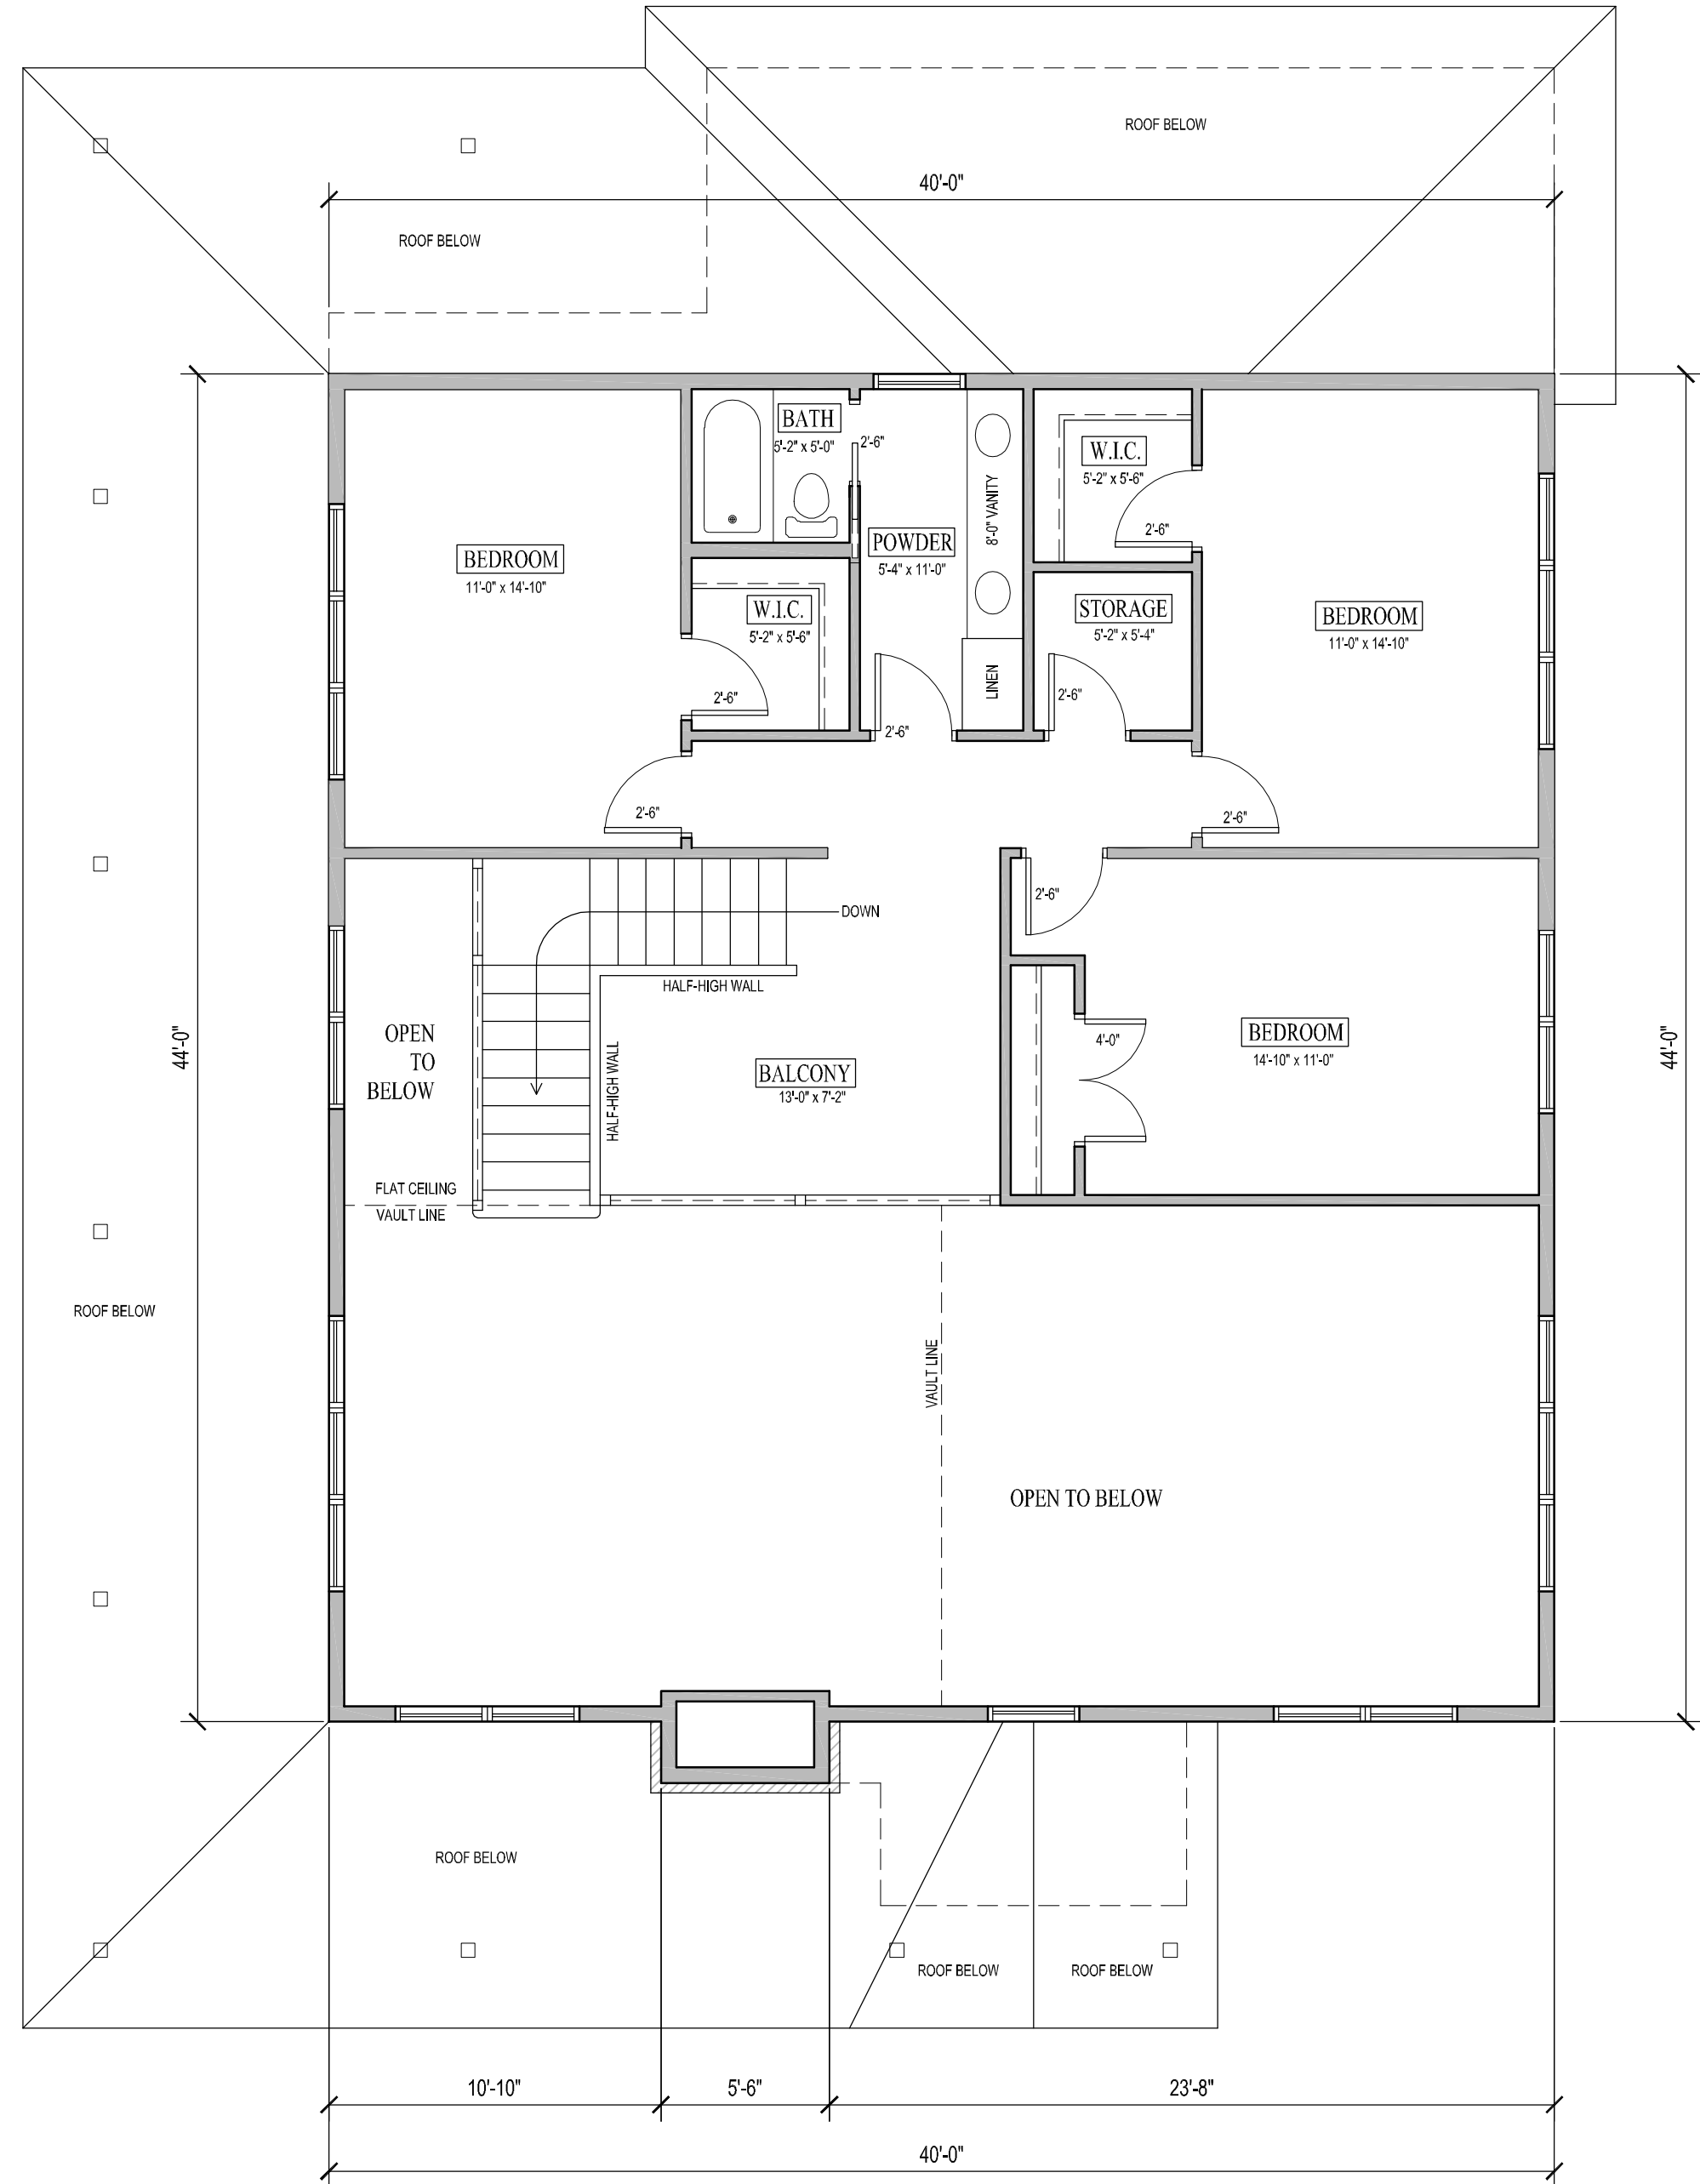 ROOF BELOW
40'-0"
ROOF BELOW
BATH
5'-2" x 5'-0"
2'-6"
W.I.C.
5'-2" x 5'-6"
2'-6"
8'-0" VANITY
POWDER
5'-4" x 11'-0"
BEDROOM
11'-0" x 14'-10"
W.I.C.
5'-2" x 5'-6"
2'-6"
STORAGE
5'-2" x 5'-4"
2'-6"
BEDROOM
11'-0" x 14'-10"
LINEN
2'-6"
2'-6"
2'-6"
2'-6"
DOWN
HALF-HIGH WALL
44'-0"
OPEN
TO
BELOW
HALF-HIGH WALL
BALCONY
13'-0" x 7'-2"
4'-0"
BEDROOM
14'-10" x 11'-0"
44'-0"
FLAT CEILING
VAULT LINE
ROOF BELOW
VAULT LINE
OPEN TO BELOW
ROOF BELOW
ROOF BELOW
ROOF BELOW
10'-10"
5'-6"
23'-8"
40'-0"